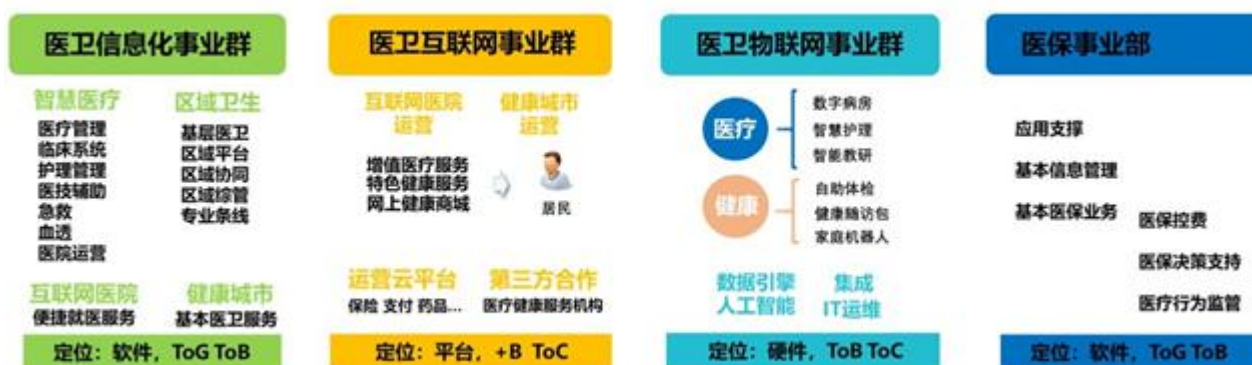 医卫信息化事业群
智慧医疗
医疗管理
临床系统
护理管理
医技辅助
急救
血透
医院运营
区域卫生
基层医卫
区域平台
区域协同
区域综管
专业条线
互联网医院
便捷就医服务
健康城市
基本医卫服务
定位：软件，ToG ToB
医卫互联网事业群
互联网医院
运营
健康城市
运营
增值医疗服务
特色健康服务
网上健康商城
居民
运营云平台
保险 支付 药品...
第三方合作
医疗健康服务机构
定位：平台，+B ToC
医卫物联网事业群
医疗
数字病房
智慧护理
智能教研
健康
自助体检
健康随访包
家庭机器人
数据引擎
人工智能
集成
IT运维
定位：硬件，ToB ToC
医保事业部
应用支撑
基本信息管理
基本医保业务
医保控费
医保决策支持
医疗行为监管
定位：软件，ToG ToB